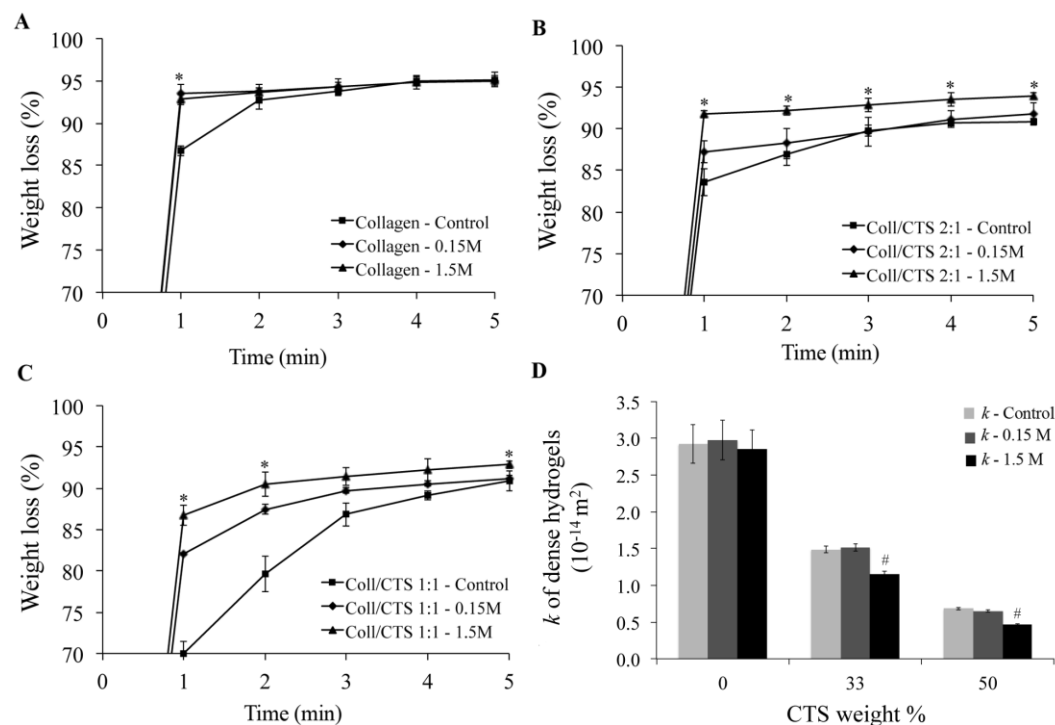 A
100
95
90
85
80
75
70
Weight loss (%)
*
Collagen - Control
Collagen - 0.15M
Collagen - 1.5M
0 1 2 3 4 5
Time (min)
B
100
95
90
85
80
75
70
Weight loss (%)
* * * * *
Coll/CTS 2:1 - Control
Coll/CTS 2:1 - 0.15M
Coll/CTS 2:1 - 1.5M
0 1 2 3 4 5
Time (min)
C
100
95
90
85
80
75
70
Weight loss (%)
* * *
Coll/CTS 1:1 - Control
Coll/CTS 1:1 - 0.15M
Coll/CTS 1:1 - 1.5M
0 1 2 3 4 5
Time (min)
D
3.5
3.0
2.5
2.0
1.5
1.0
0.5
0.0
k of dense hydrogels
(10⁻¹⁴ m²)
k - Control
k - 0.15 M
k - 1.5 M
# #
0 33 50
CTS weight %